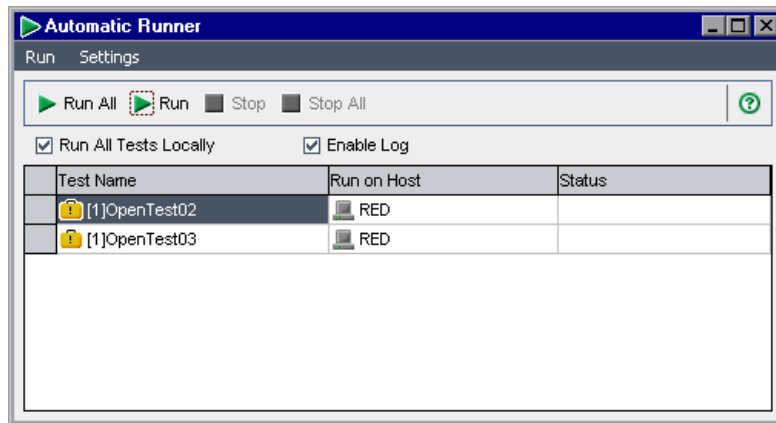 Automatic Runner
Run Settings
Run All Run Stop Stop All ?
Run All Tests Locally Enable Log
Test Name Run on Host Status
[1]OpenTest02 RED
[1]OpenTest03 RED